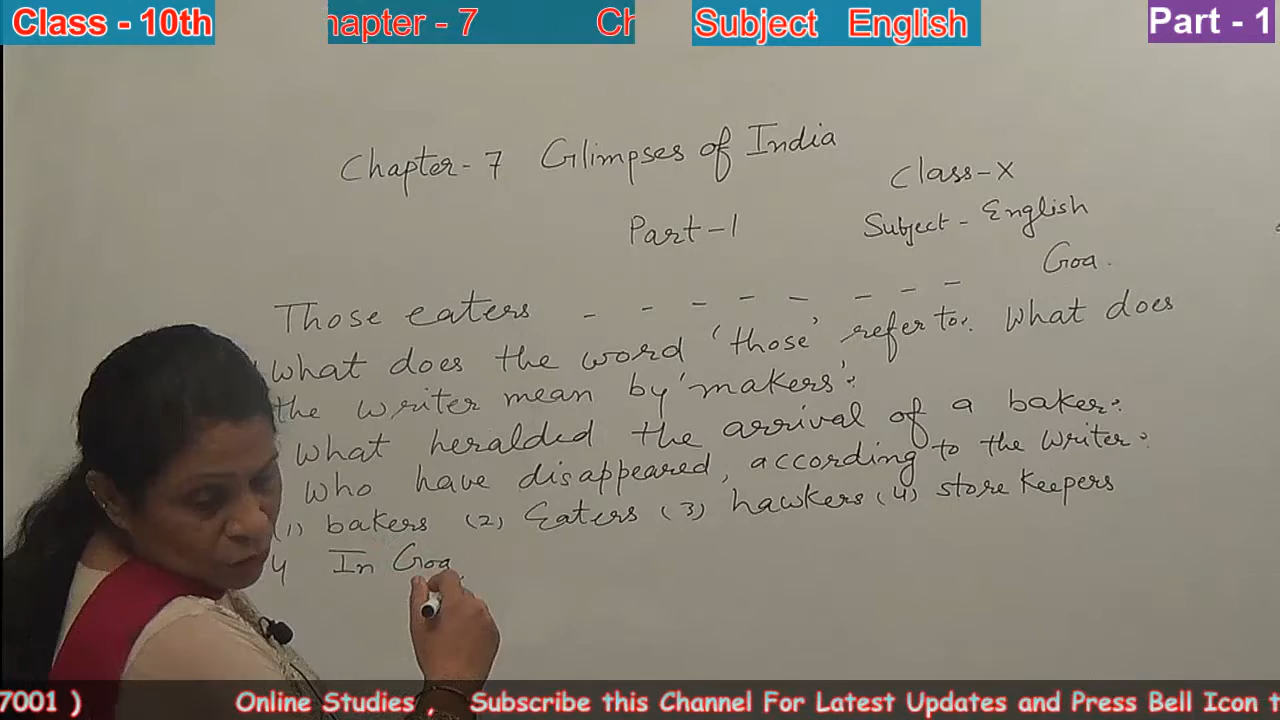 Class - 10th
hapter - 7 Ch
Subject English
Part - 1
Chapter - 7 Glimpses of India
Class - X
Part - 1
Subject - English
Goa.
Those eaters - - - - - - - -
What does the word 'those' refer to? What does
the writer mean by 'makers'?
What heralded the arrival of a baker?
Who have disappeared, according to the writer?
(1) bakers (2) Eaters (3) hawkers (4) store keepers
4 In Goa,
7001 ) Online Studies , Subscribe this Channel For Latest Updates and Press Bell Icon t